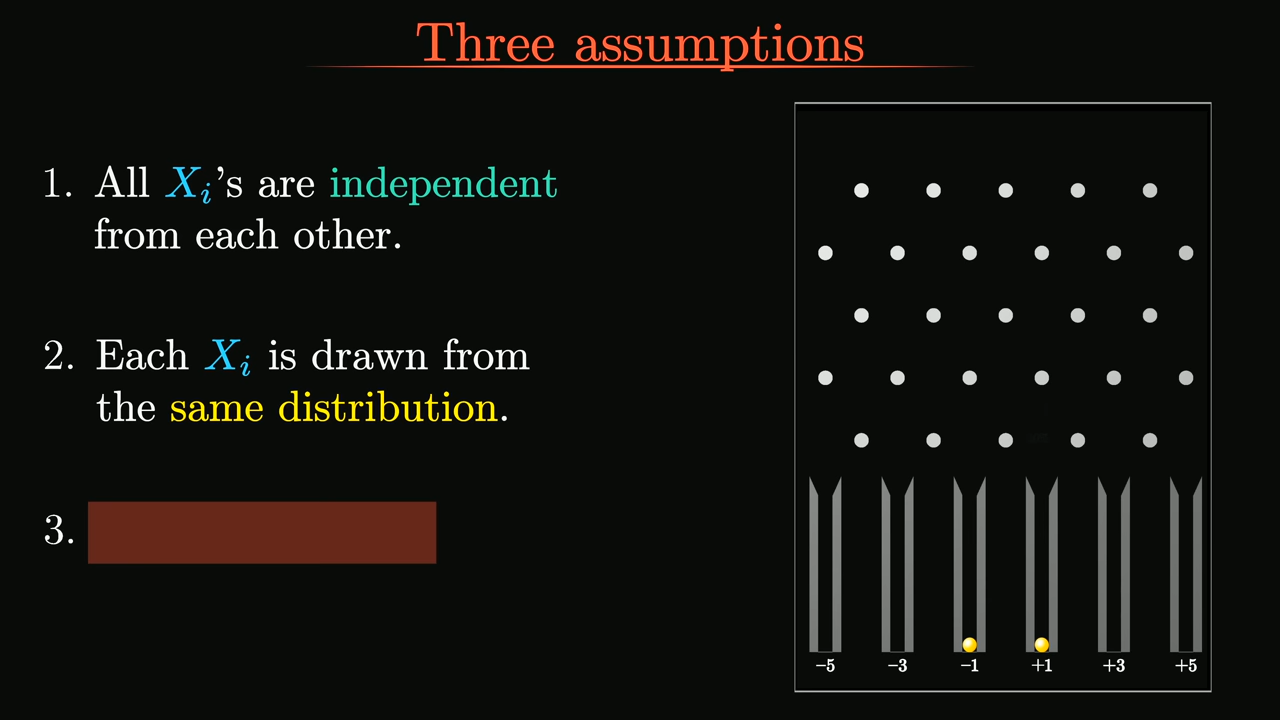 Three assumptions
1. All Xᵢ's are independent
from each other.
2. Each Xᵢ is drawn from
the same distribution.
3.
−5 −3 −1 +1 +3 +5